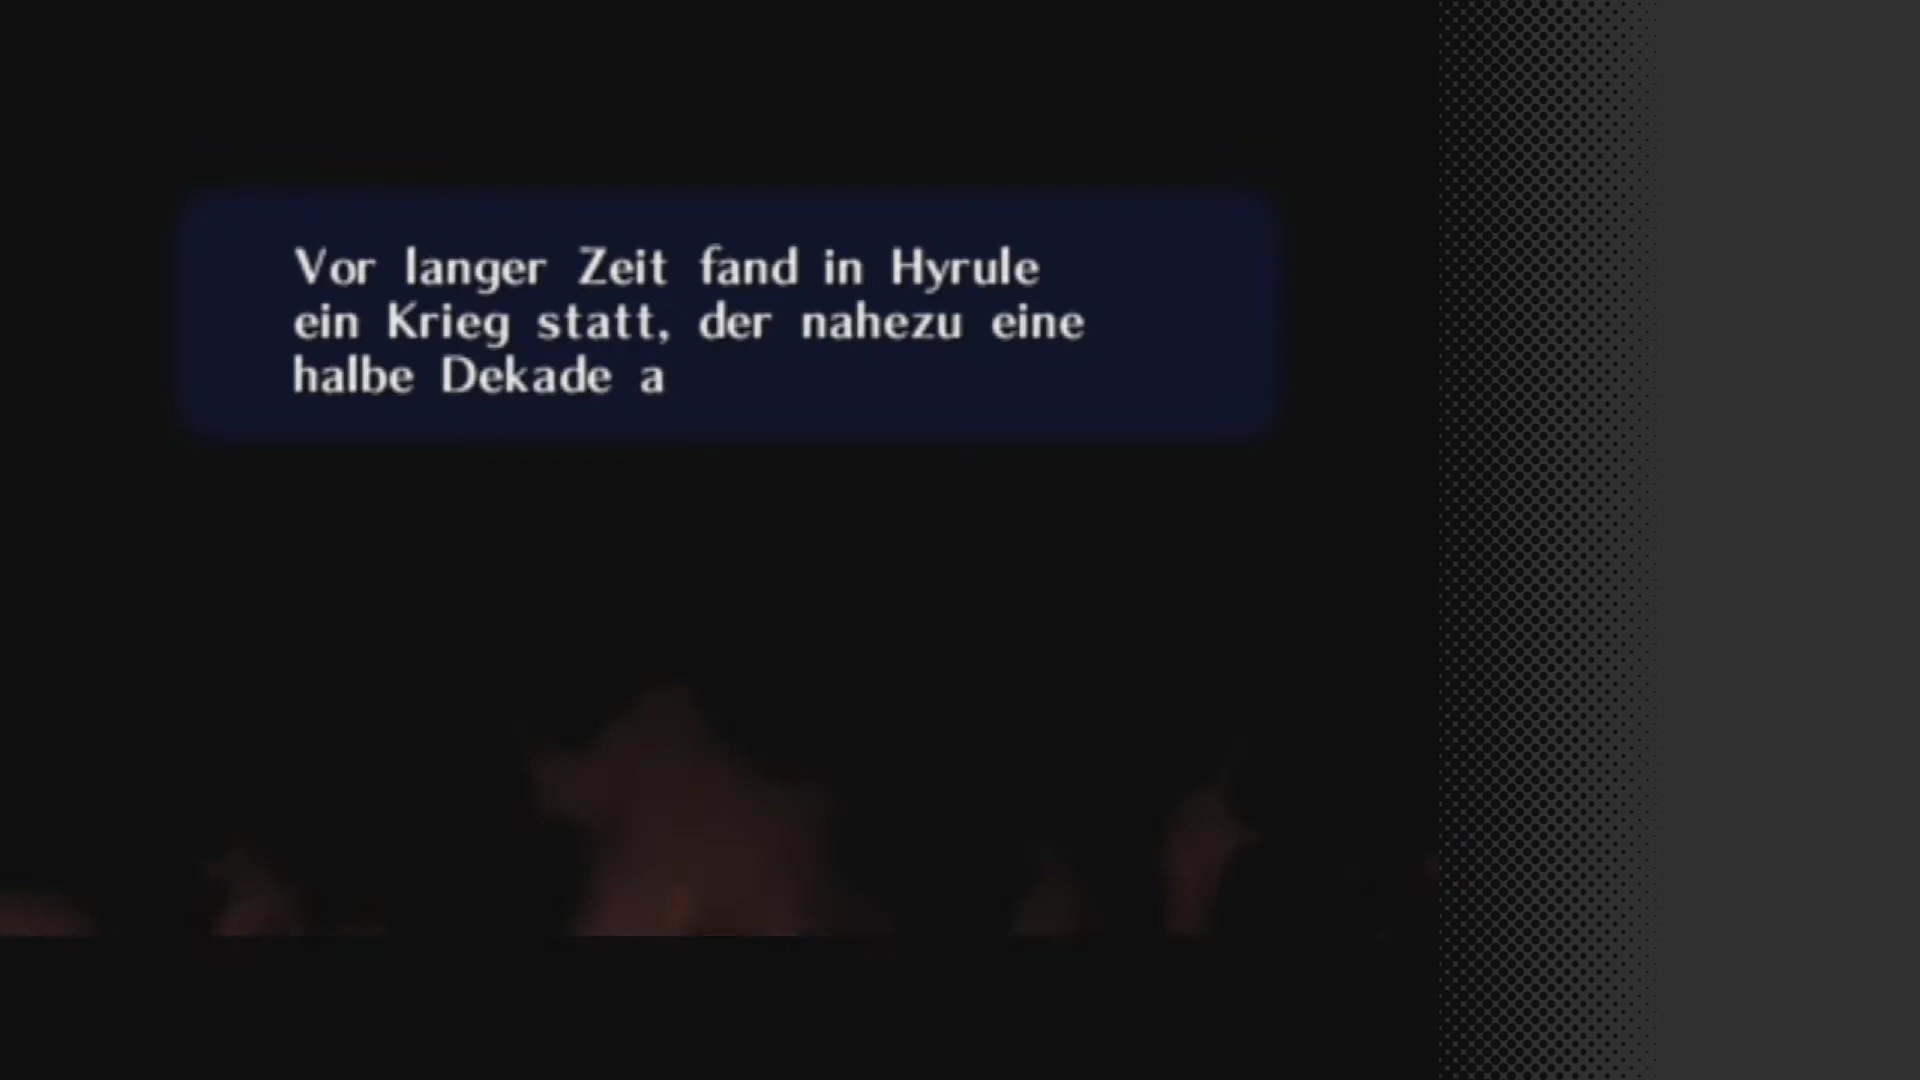 Vor langer Zeit fand in Hyrule
ein Krieg statt, der nahezu eine
halbe Dekade a